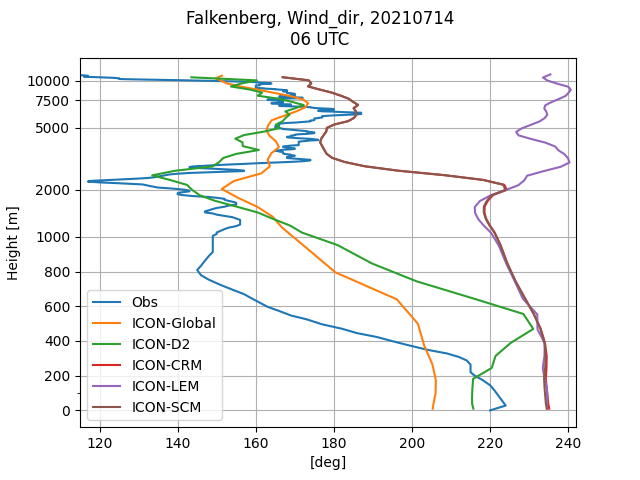 Falkenberg, Wind_dir, 20210714
06 UTC
Height [m]
10000
7500
5000
2000
1000
800
600
400
200
0
Obs
ICON-Global
ICON-D2
ICON-CRM
ICON-LEM
ICON-SCM
120 140 160 180 200 220 240
[deg]